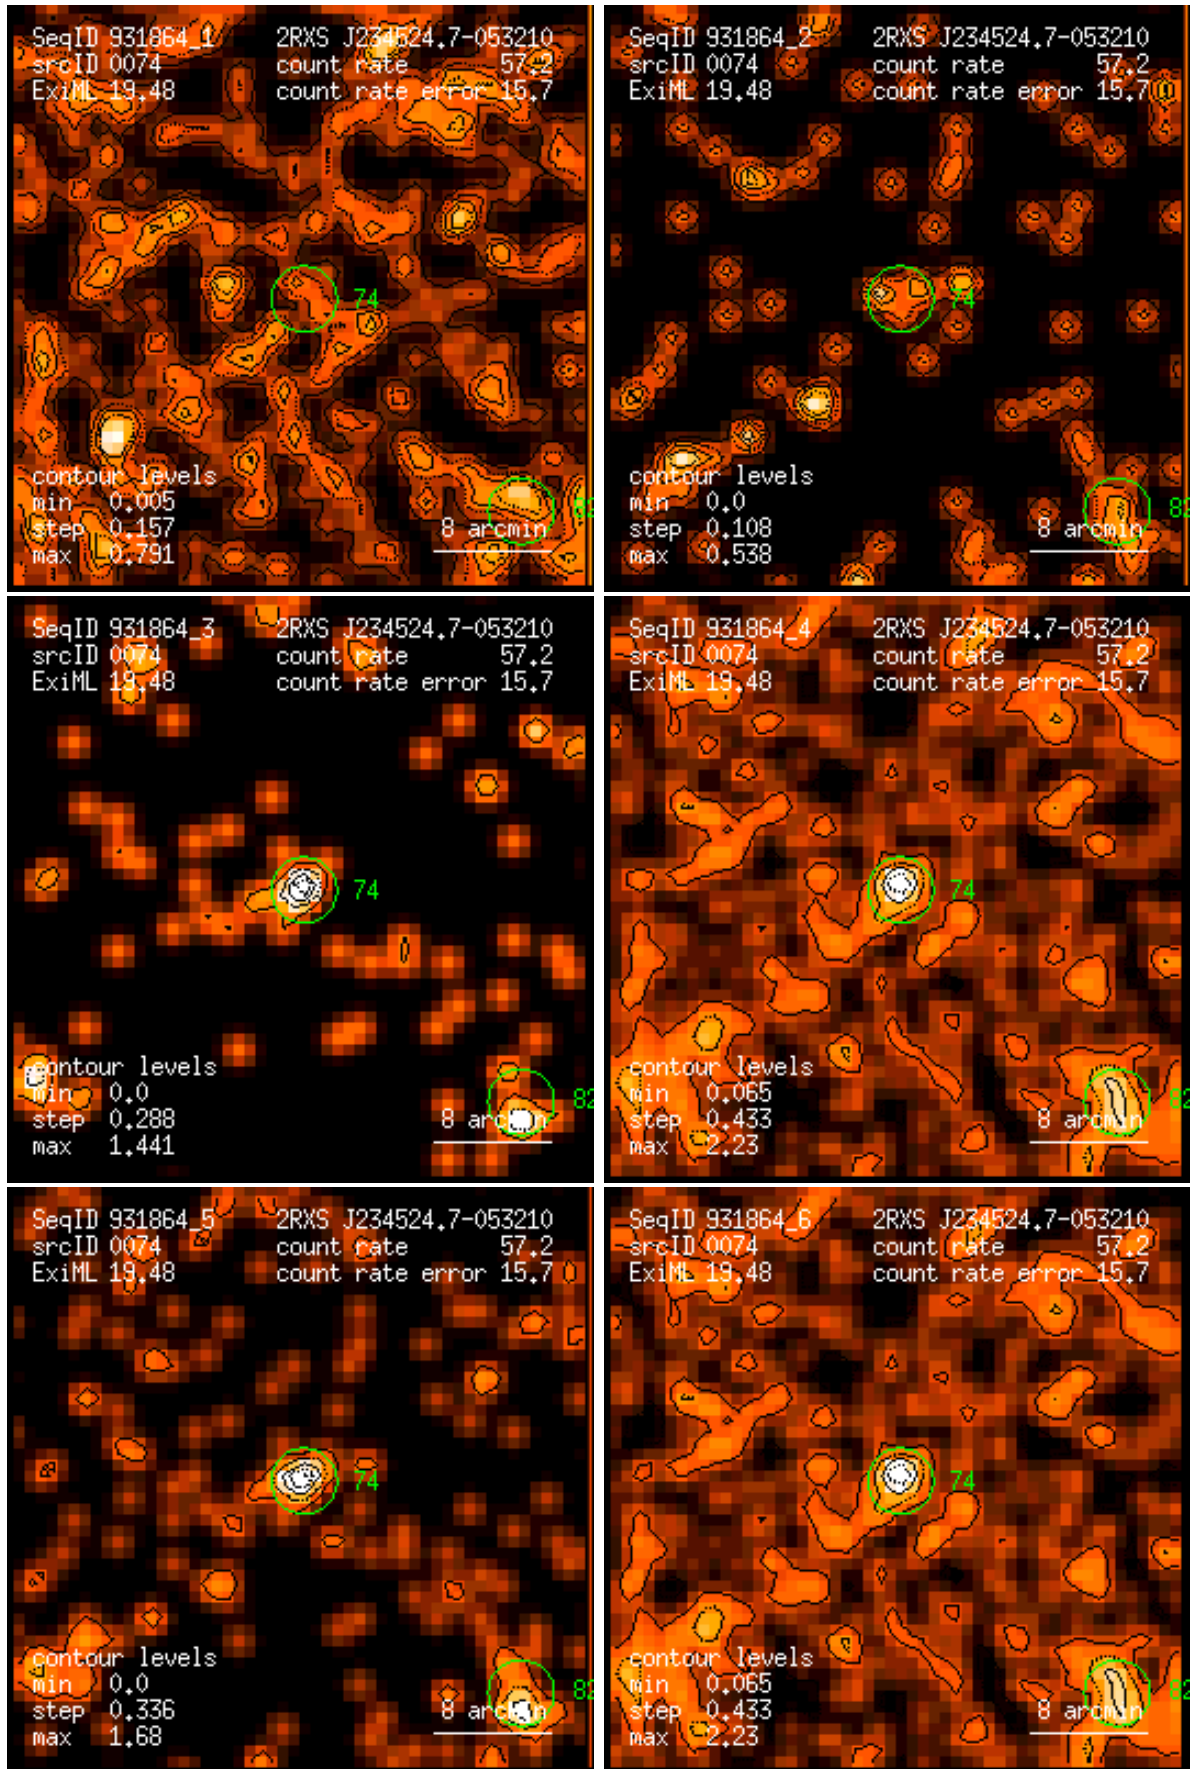 SeqID 931864_1 2RXS J234524.7-053210
srcID 0074 count rate 57.2
ExiML 19.48 count rate error 15.7
74
contour levels
min 0.005
82
step 0.157 8 arcmin
max 0.791
SeqID 931864_2 2RXS J234524.7-053210
srcID 0074 count rate 57.2
ExiML 19.48 count rate error 15.7
74
contour levels
min 0.0
82
step 0.108 8 arcmin
max 0.538
SeqID 931864_3 2RXS J234524.7-053210
srcID 0074 count rate 57.2
ExiML 19.48 count rate error 15.7
74
contour levels
min 0.0
82
step 0.288 8 arcmin
max 1.441
SeqID 931864_4 2RXS J234524.7-053210
srcID 0074 count rate 57.2
ExiML 19.48 count rate error 15.7
74
contour levels
min 0.065
82
step 0.433 8 arcmin
max 2.23
SeqID 931864_5 2RXS J234524.7-053210
srcID 0074 count rate 57.2
ExiML 19.48 count rate error 15.7
74
contour levels
min 0.0
82
step 0.336 8 arcmin
max 1.68
SeqID 931864_6 2RXS J234524.7-053210
srcID 0074 count rate 57.2
ExiML 19.48 count rate error 15.7
74
contour levels
min 0.065
82
step 0.433 8 arcmin
max 2.23